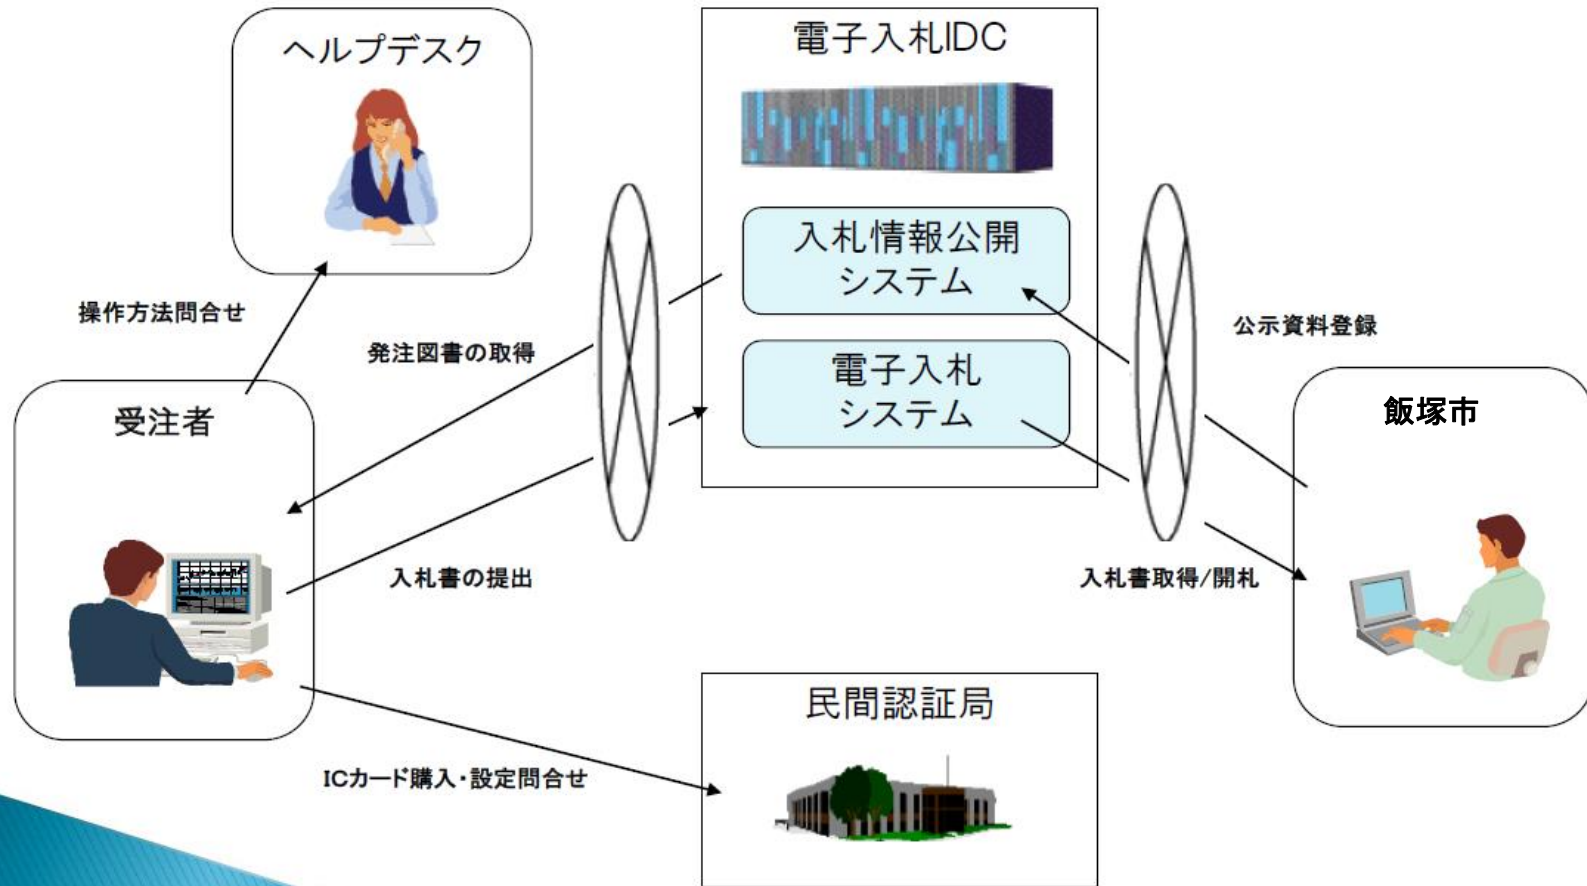 ヘルプデスク
電子入札IDC
入札情報公開
システム
操作方法問合せ
発注図書の取得
公示資料登録
電子入札
システム
受注者
飯塚市
入札書の提出
入札書取得/開札
民間認証局
ICカード購入・設定問合せ